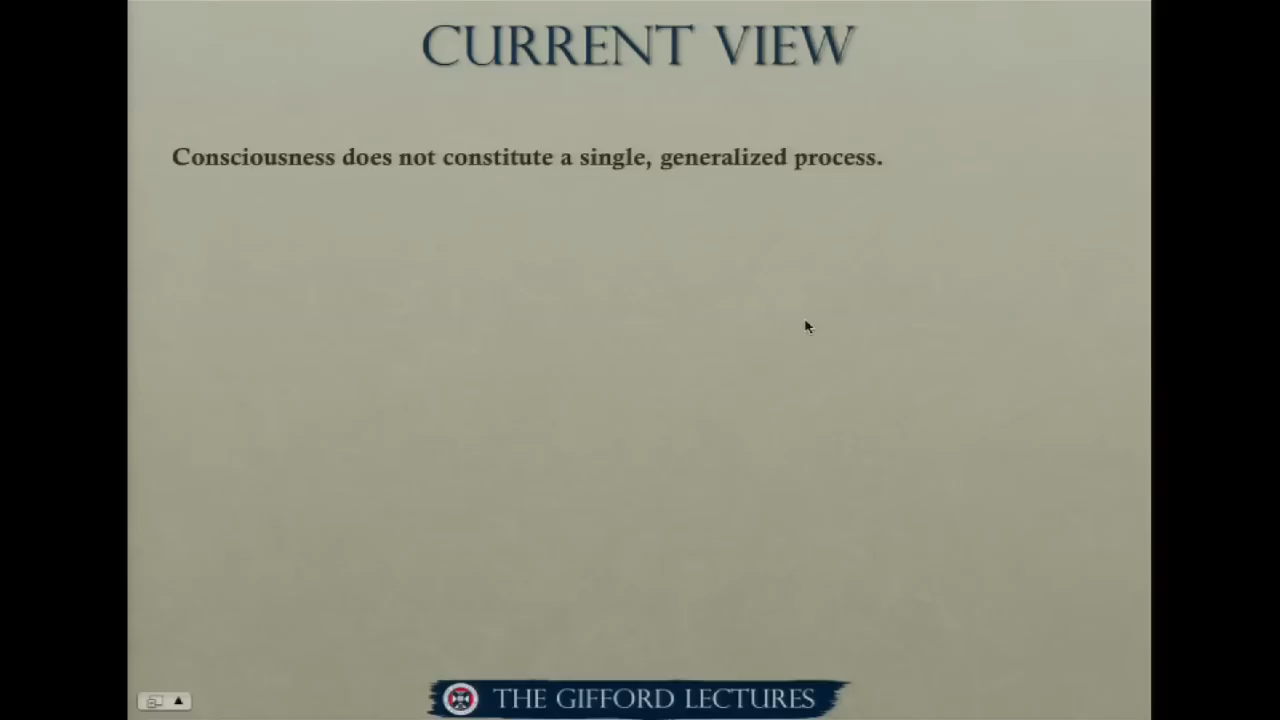 CURRENT VIEW
Consciousness does not constitute a single, generalized process.
THE GIFFORD LECTURES